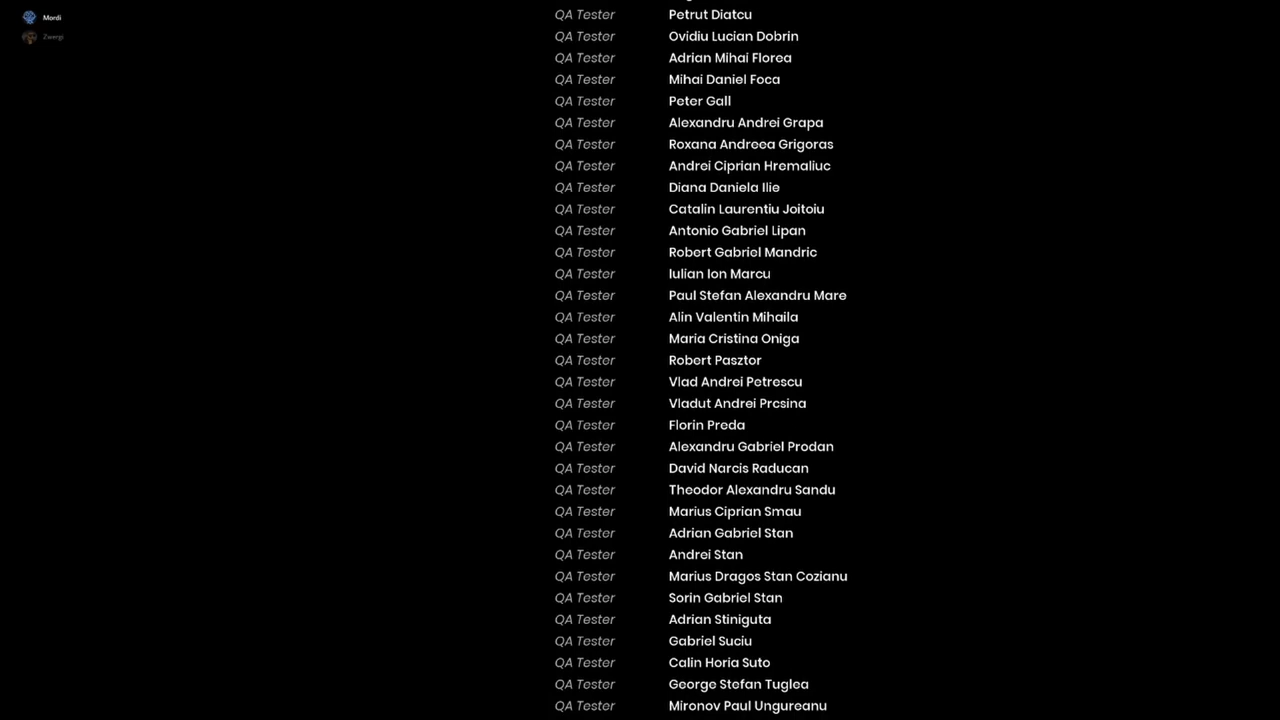 Mordi
Zwergi
QA Tester Petrut Diatcu
QA Tester Ovidiu Lucian Dobrin
QA Tester Adrian Mihai Florea
QA Tester Mihai Daniel Foca
QA Tester Peter Gall
QA Tester Alexandru Andrei Grapa
QA Tester Roxana Andreea Grigoras
QA Tester Andrei Ciprian Hremaliuc
QA Tester Diana Daniela Ilie
QA Tester Catalin Laurentiu Joitoiu
QA Tester Antonio Gabriel Lipan
QA Tester Robert Gabriel Mandric
QA Tester Iulian Ion Marcu
QA Tester Paul Stefan Alexandru Mare
QA Tester Alin Valentin Mihaila
QA Tester Maria Cristina Oniga
QA Tester Robert Pasztor
QA Tester Vlad Andrei Petrescu
QA Tester Vladut Andrei Prcsina
QA Tester Florin Preda
QA Tester Alexandru Gabriel Prodan
QA Tester David Narcis Raducan
QA Tester Theodor Alexandru Sandu
QA Tester Marius Ciprian Smau
QA Tester Adrian Gabriel Stan
QA Tester Andrei Stan
QA Tester Marius Dragos Stan Cozianu
QA Tester Sorin Gabriel Stan
QA Tester Adrian Stiniguta
QA Tester Gabriel Suciu
QA Tester Calin Horia Suto
QA Tester George Stefan Tuglea
QA Tester Mironov Paul Ungureanu